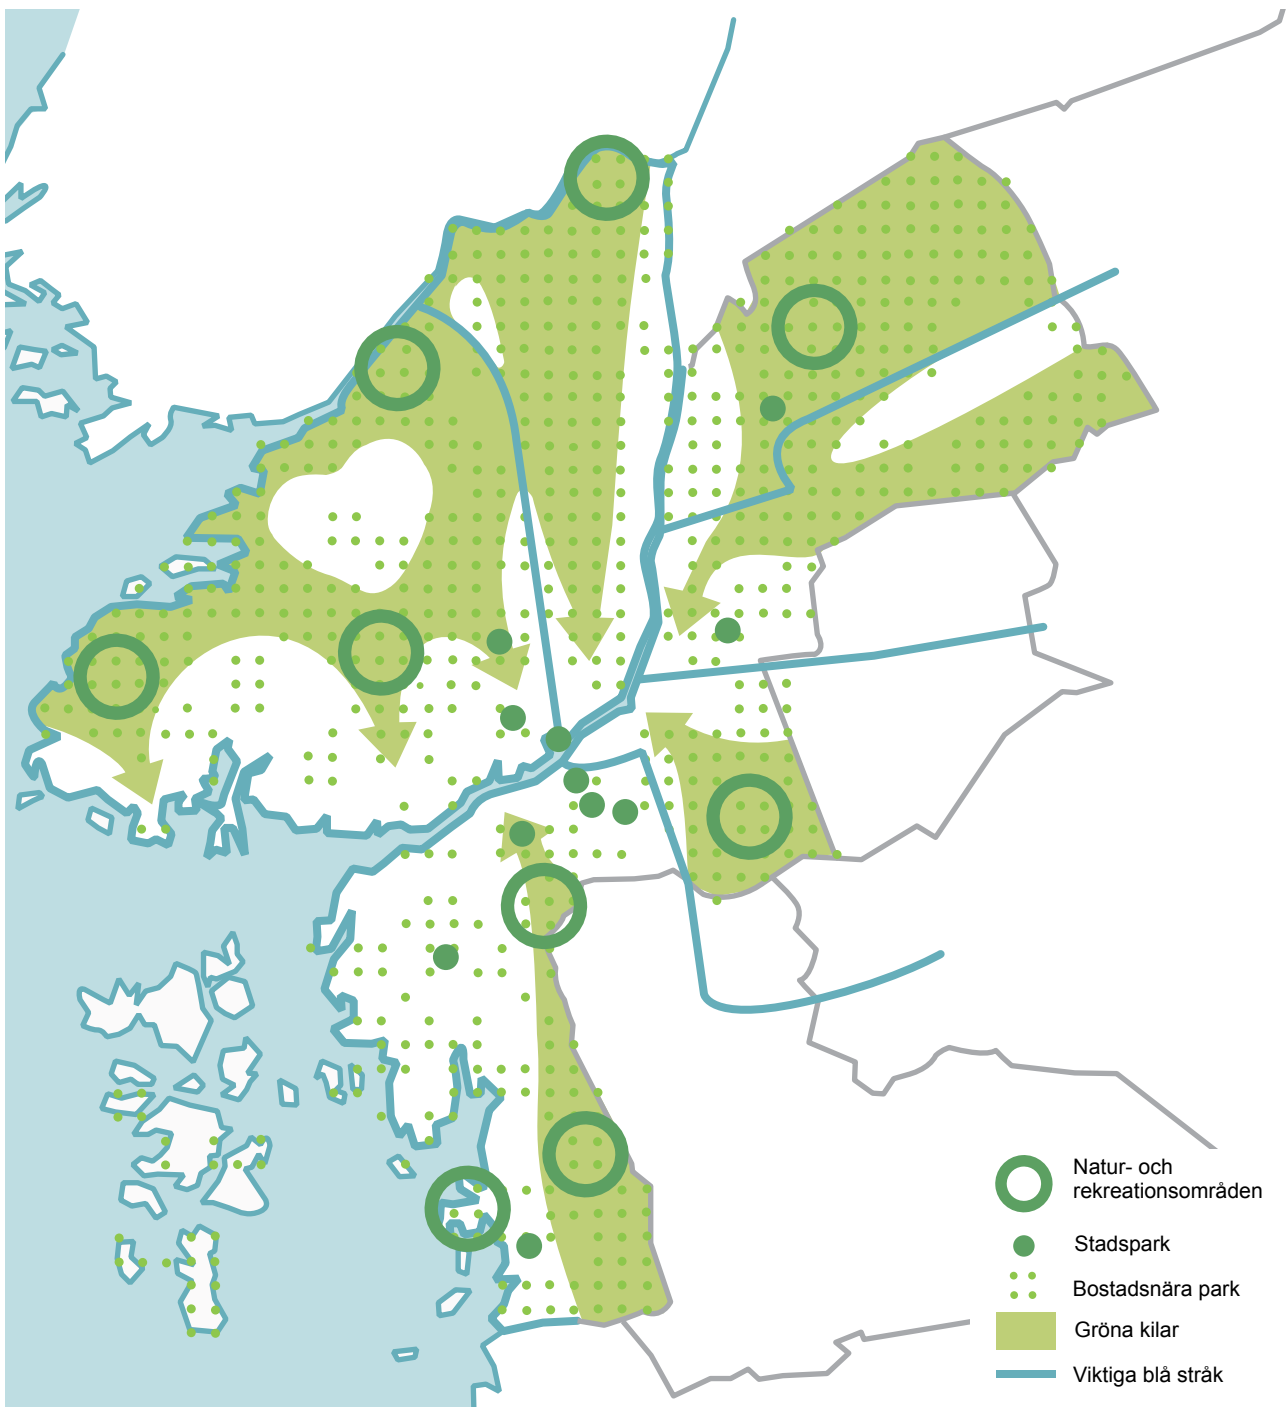 Natur- och
rekreationsområden
Stadspark
Bostadsnära park
Gröna kilar
Viktiga blå stråk